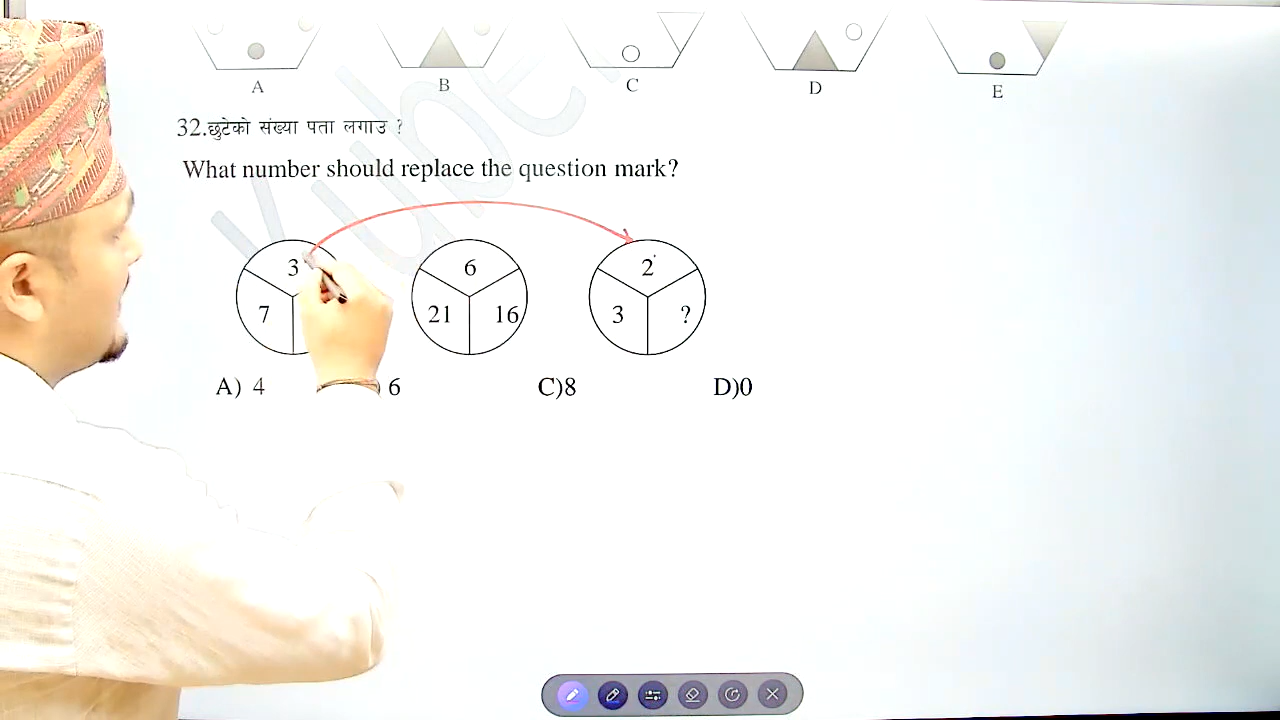 A B C D E
32.छुटेको संख्या पता लगाउ ?
What number should replace the question mark?
3 6 2
7 21 16 3 ?
A) 4 6 C)8 D)0
Kuber